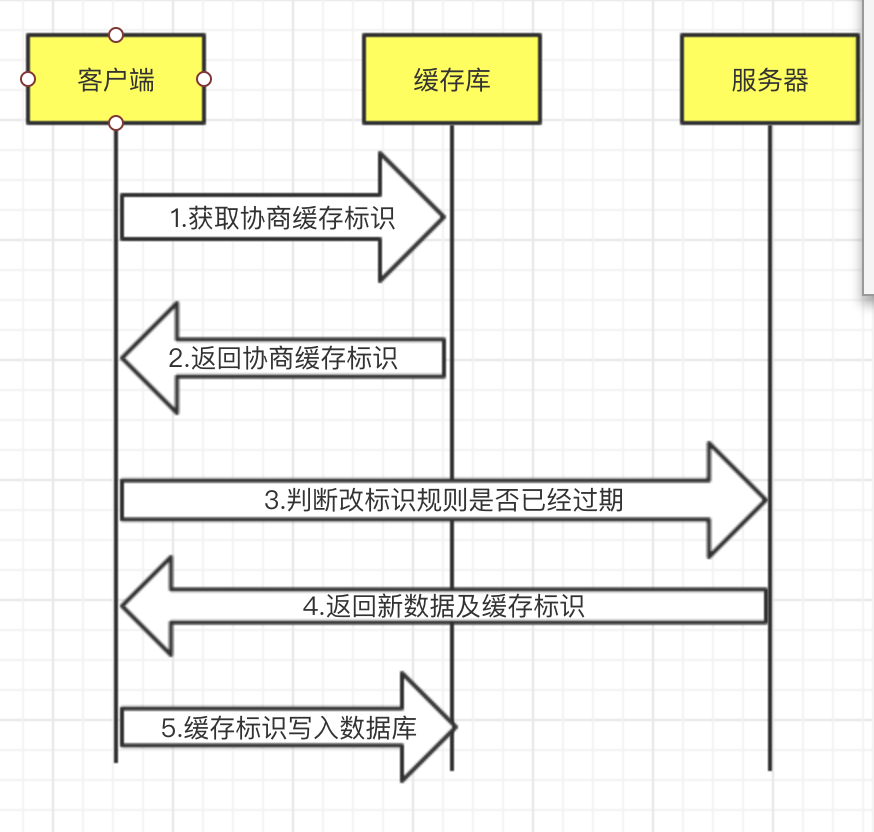 客户端
缓存库
服务器
1.获取协商缓存标识
2.返回协商缓存标识
3.判断改标识规则是否已经过期
4.返回新数据及缓存标识
5.缓存标识写入数据库